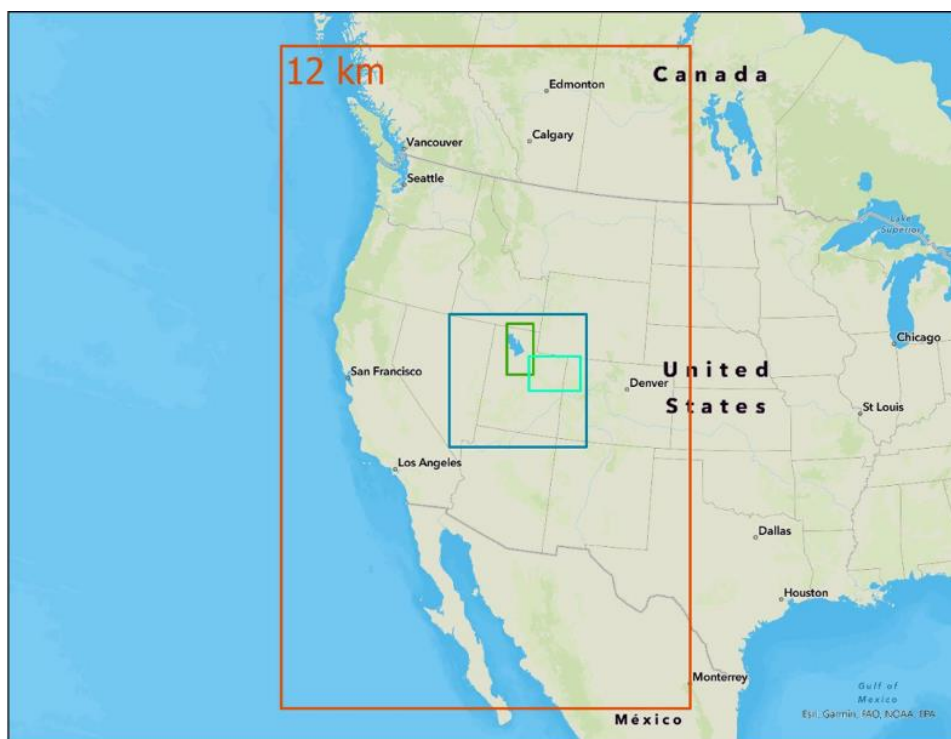 12 km
Canada
Edmonton
Calgary
Vancouver
Seattle
Lake
Superior
Chicago
San Francisco
United
Denver
States
St Louis
Los Angeles
Dallas
Houston
Monterrey
Gulf of
Mexico
México
Esri, Garmin, FAO, NOAA, EPA